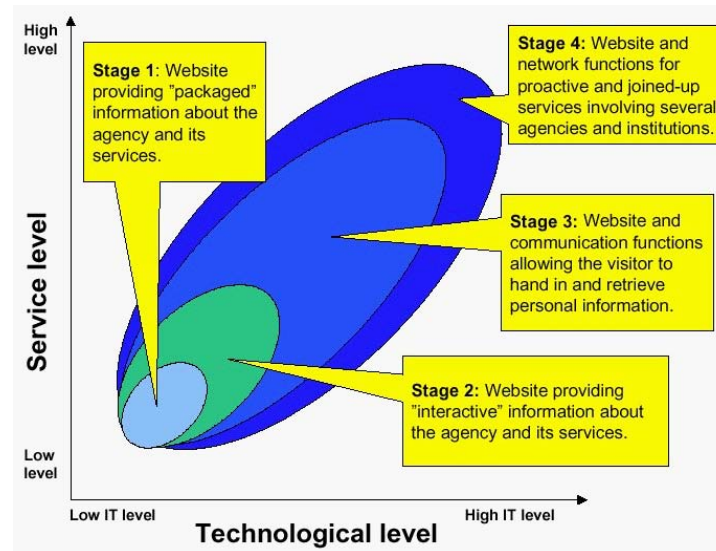 High
level
Stage 1: Website
providing ”packaged”
information about the
agency and its
services.
Stage 4: Website and
network functions for
proactive and joined-up
services involving several
agencies and institutions.
Stage 3: Website and
communication functions
allowing the visitor to
hand in and retrieve
personal information.
Stage 2: Website providing
”interactive” information about
the agency and its services.
Service level
Low
level
Low IT level
High IT level
Technological level